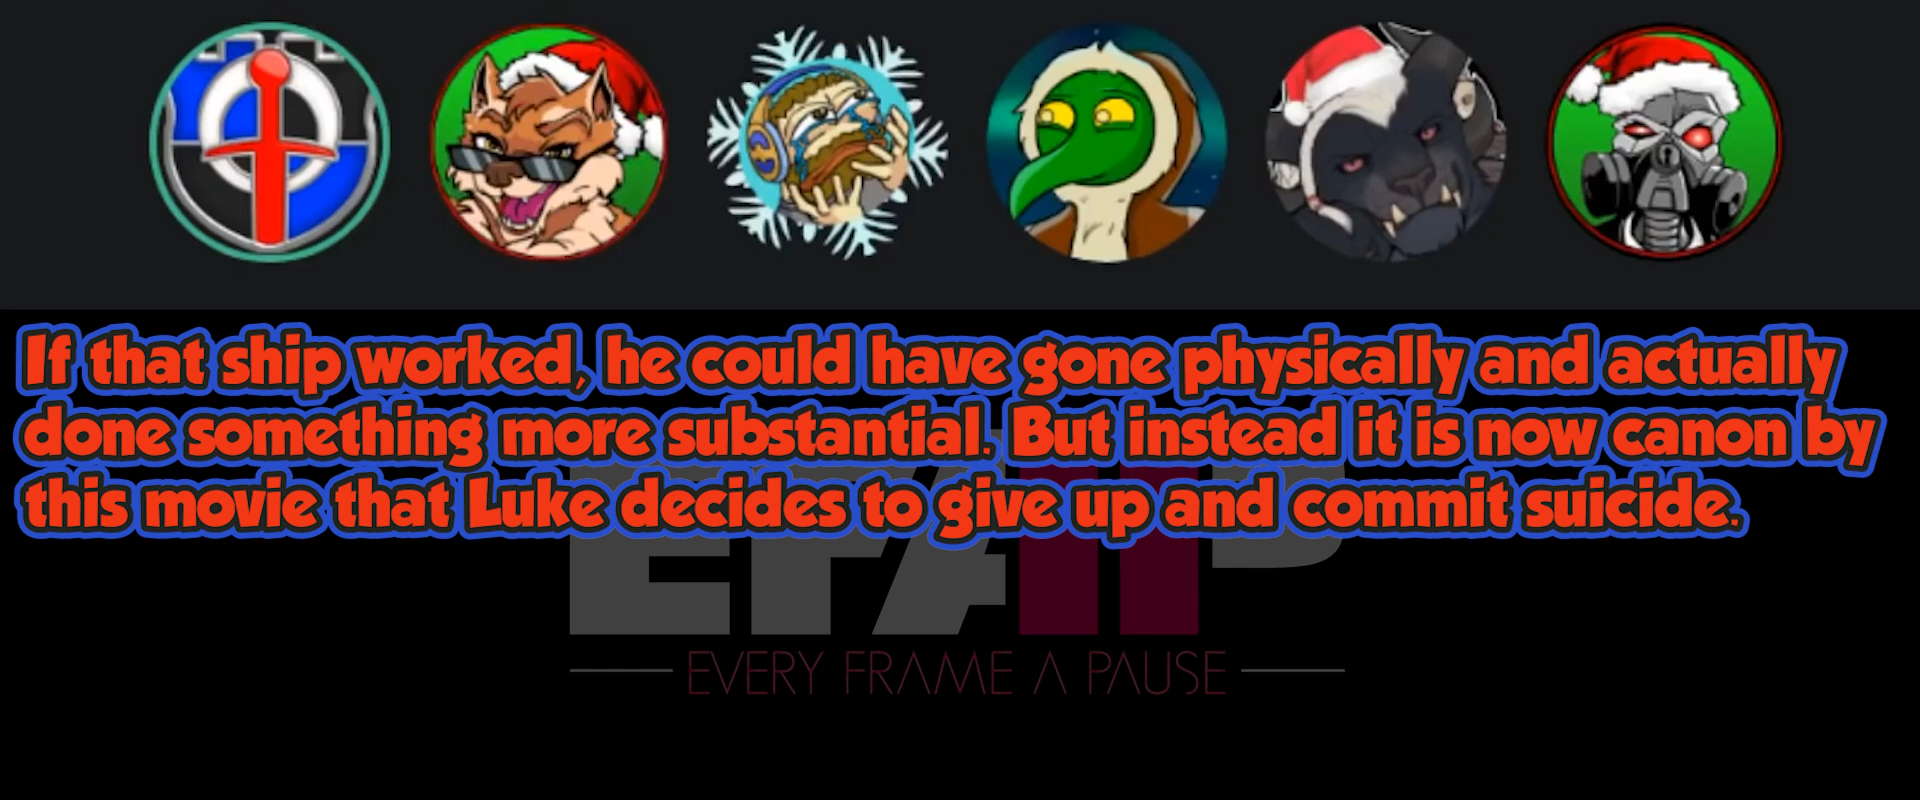 If that ship worked, he could have gone physically and actually
done something more substantial. But instead it is now canon by
this movie that Luke decides to give up and commit suicide.
EFAP
EVERY FRAME A PAUSE